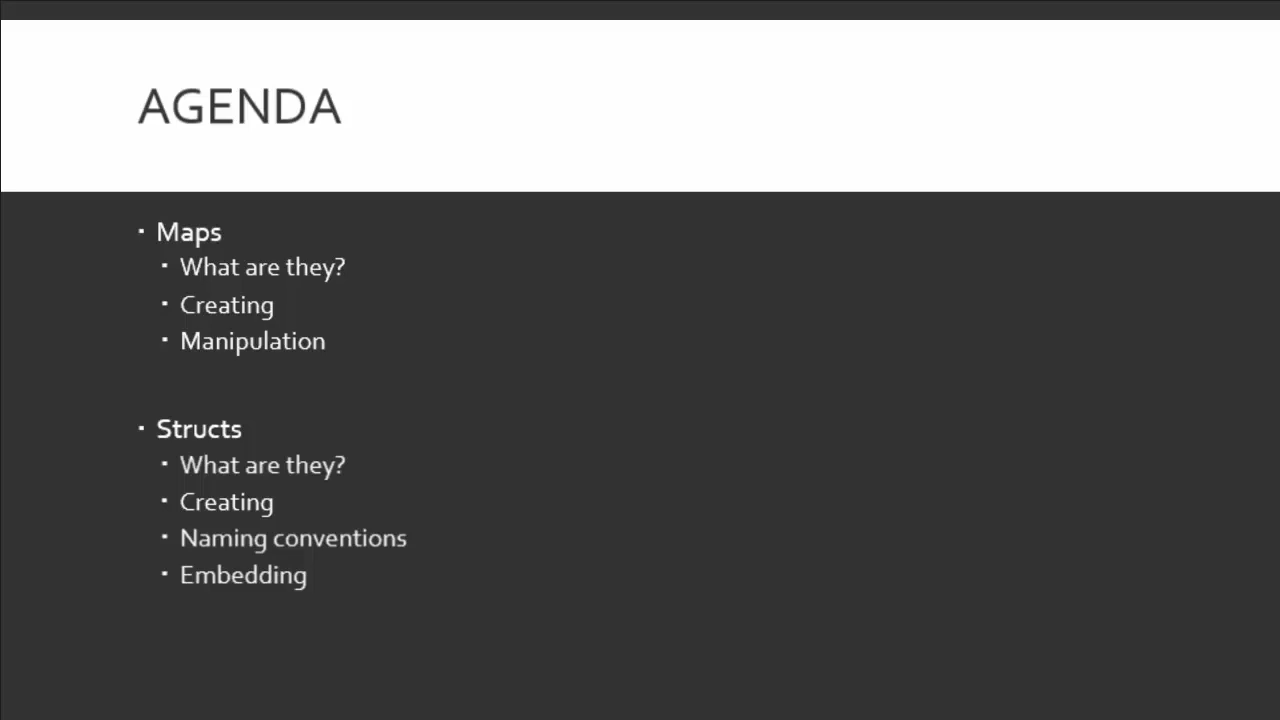 AGENDA
▪ Maps
▪ What are they?
▪ Creating
▪ Manipulation
▪ Structs
▪ What are they?
▪ Creating
▪ Naming conventions
▪ Embedding